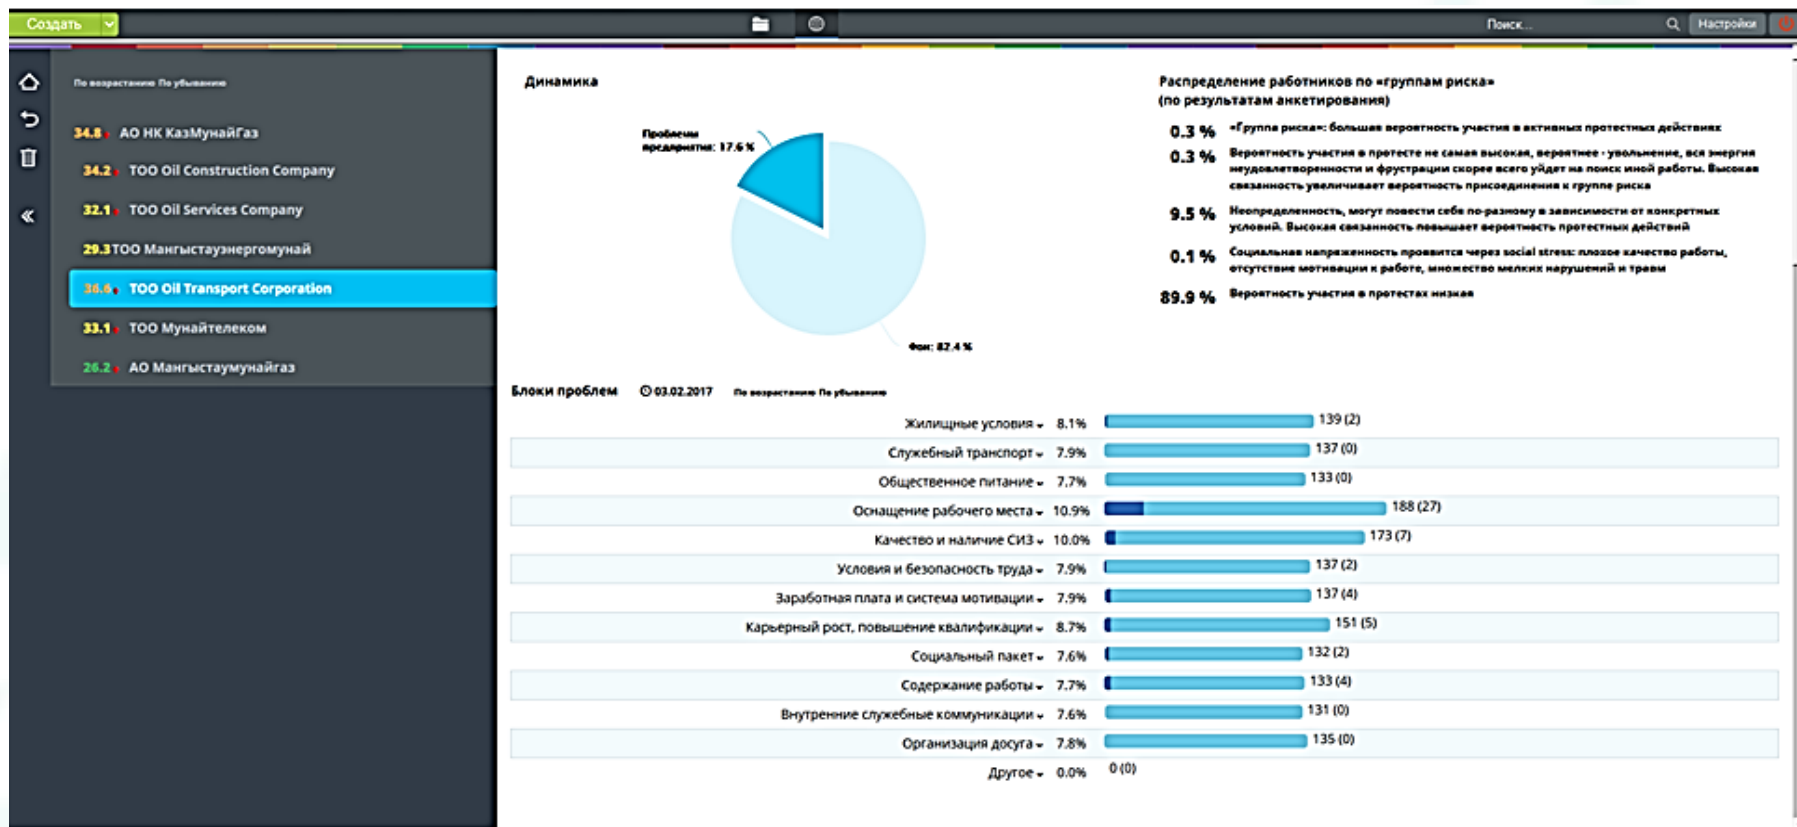 Создать
Поиск...
Настройки
По возрастанию По убыванию
34.8 АО НК КазМунайГаз
34.2 ТОО Oil Construction Company
32.1 ТОО Oil Services Company
29.3 ТОО Мангыстауэнергомунай
36.6 ТОО Oil Transport Corporation
33.1 ТОО Мунайтелеком
26.2 АО Мангыстаумунайгаз
Динамика
Проблемы
предприятия: 17.6 %
Фон: 82.4 %
Распределение работников по «группам риска»
(по результатам анкетирования)
0.3 % «Группа риска»: большая вероятность участия в активных протестных действиях
0.3 % Вероятность участия в протесте не самая высокая, вероятнее - увольнение, вся энергия
неудовлетворенности и фрустрации скорее всего уйдет на поиск иной работы. Высокая
связанность увеличивает вероятность присоединения к группе риска
9.5 % Неопределенность, могут повести себя по-разному в зависимости от конкретных
условий. Высокая связанность повышает вероятность протестных действий
0.1 % Социальная напряженность проявится через social stress: плохое качество работы,
отсутствие мотивации к работе, множество мелких нарушений и травм
89.9 % Вероятность участия в протестах низкая
Блоки проблем 03.02.2017 По возрастанию По убыванию
Жилищные условия 8.1% 139 (2)
Служебный транспорт 7.9% 137 (0)
Общественное питание 7.7% 133 (0)
Оснащение рабочего места 10.9% 188 (27)
Качество и наличие СИЗ 10.0% 173 (7)
Условия и безопасность труда 7.9% 137 (2)
Заработная плата и система мотивации 7.9% 137 (4)
Карьерный рост, повышение квалификации 8.7% 151 (5)
Социальный пакет 7.6% 132 (2)
Содержание работы 7.7% 133 (4)
Внутренние служебные коммуникации 7.6% 131 (0)
Организация досуга 7.8% 135 (0)
Другое 0.0% 0 (0)